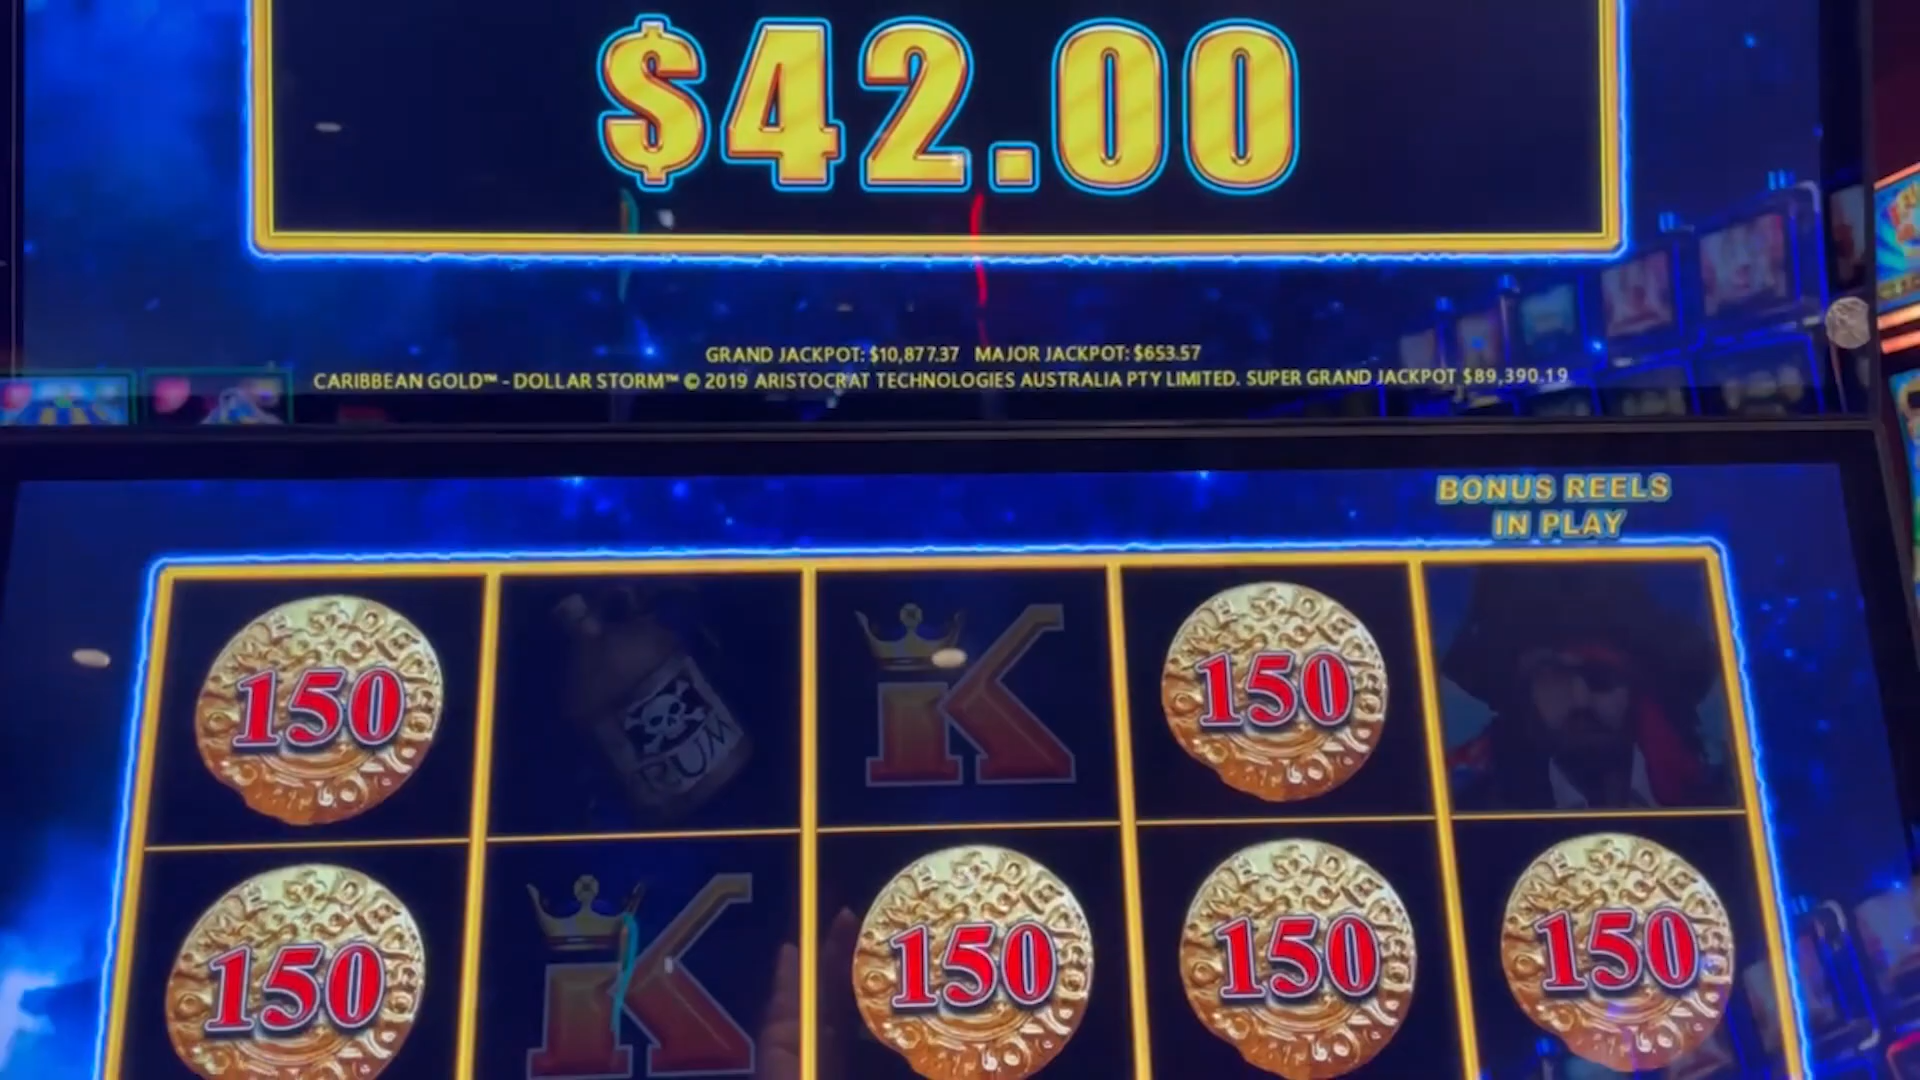 $42.00
GRAND JACKPOT: $10,877.37 MAJOR JACKPOT: $653.57
CARIBBEAN GOLD™ - DOLLAR STORM™ © 2019 ARISTOCRAT TECHNOLOGIES AUSTRALIA PTY LIMITED. SUPER GRAND JACKPOT $89,390.19
BONUS REELS
IN PLAY
150 RUM K 150
150 K 150 150 150